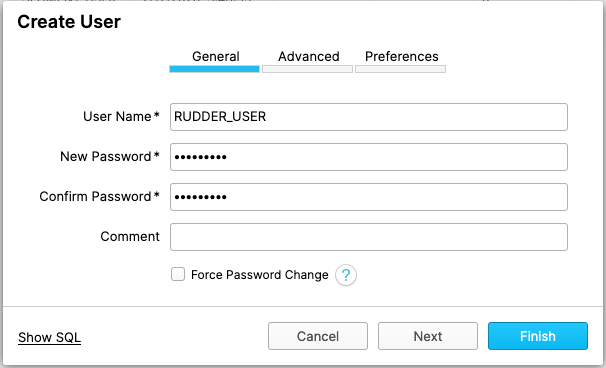 Create User
General Advanced Preferences
User Name* RUDDER_USER
New Password* •••••••••
Confirm Password* •••••••••
Comment
Force Password Change ?
Show SQL Cancel Next Finish